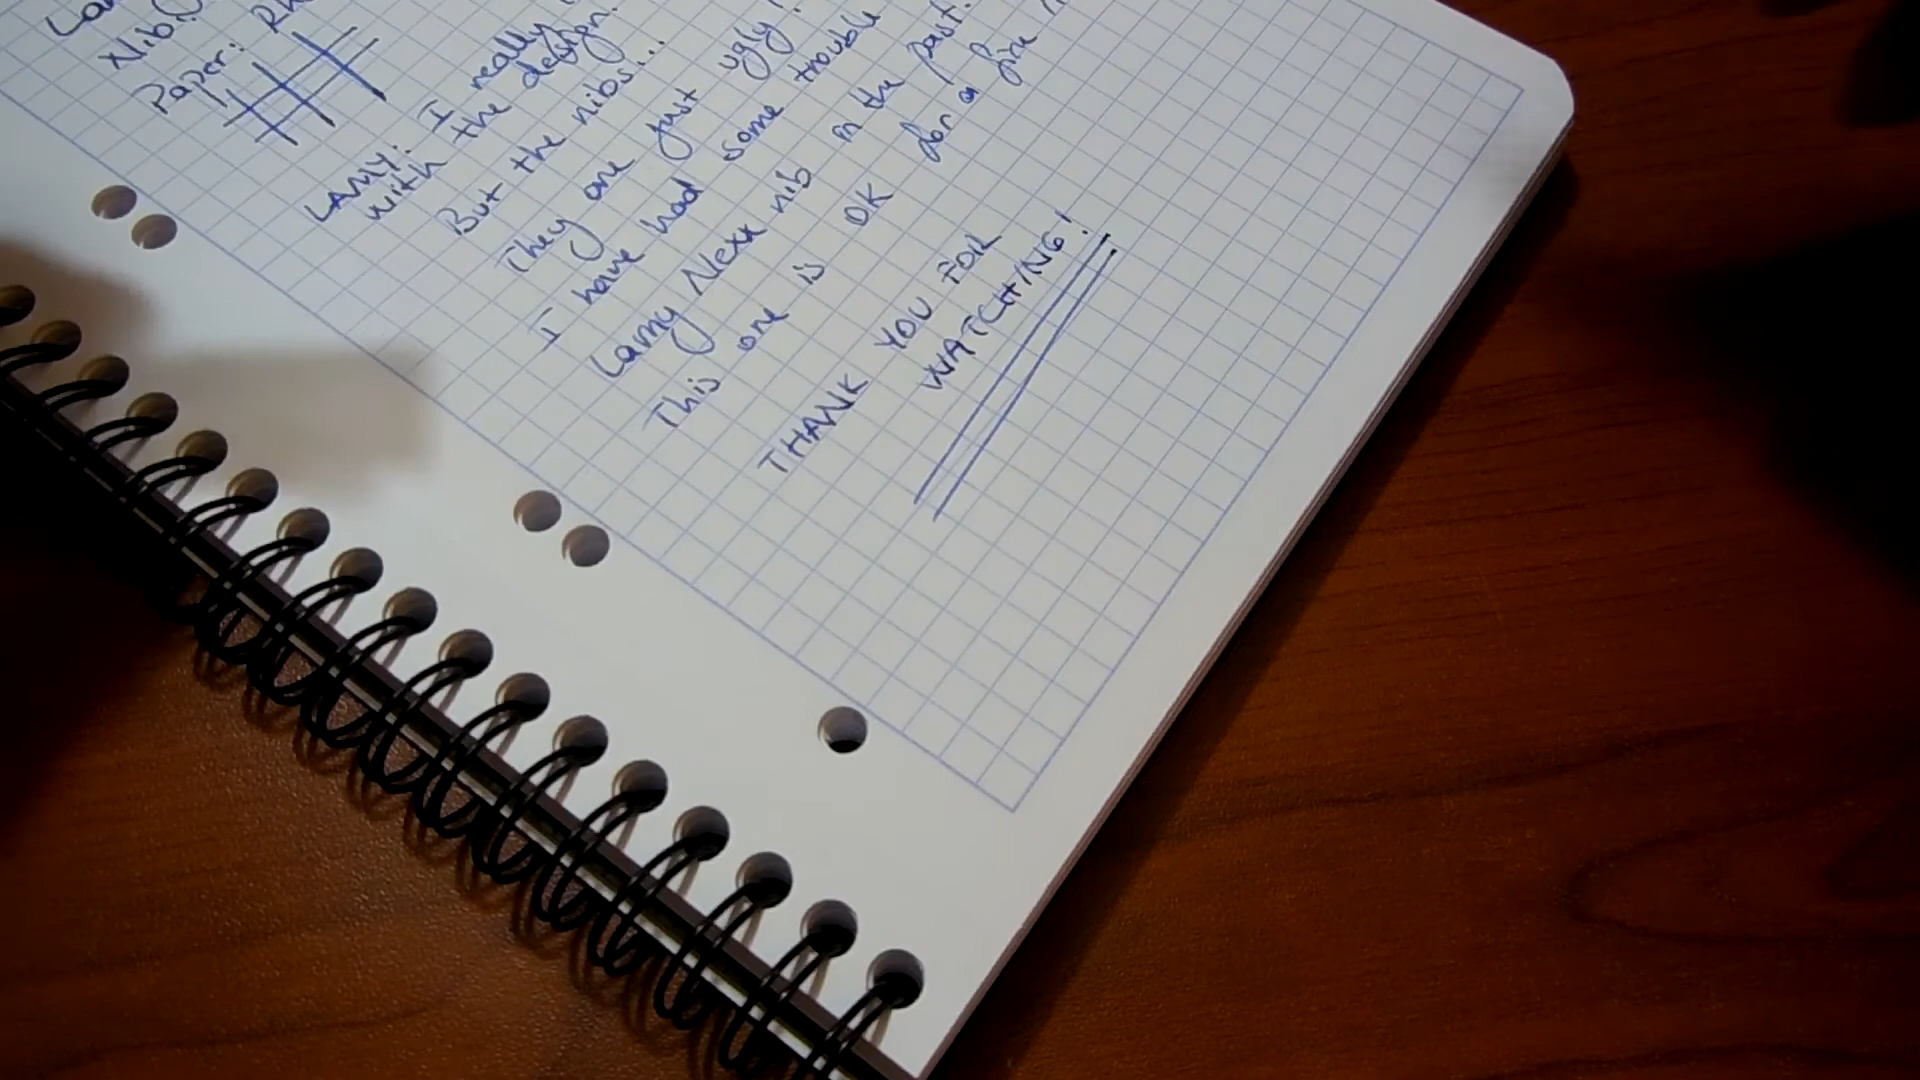 Nib:
Paper: Rh
LAMY: I really
with the design.
But the nibs...
They are just ugly!
I have had some trouble
Lamy Nexx nib in the past.
This one is OK for a fine
THANK YOU FOR
WATCHING!